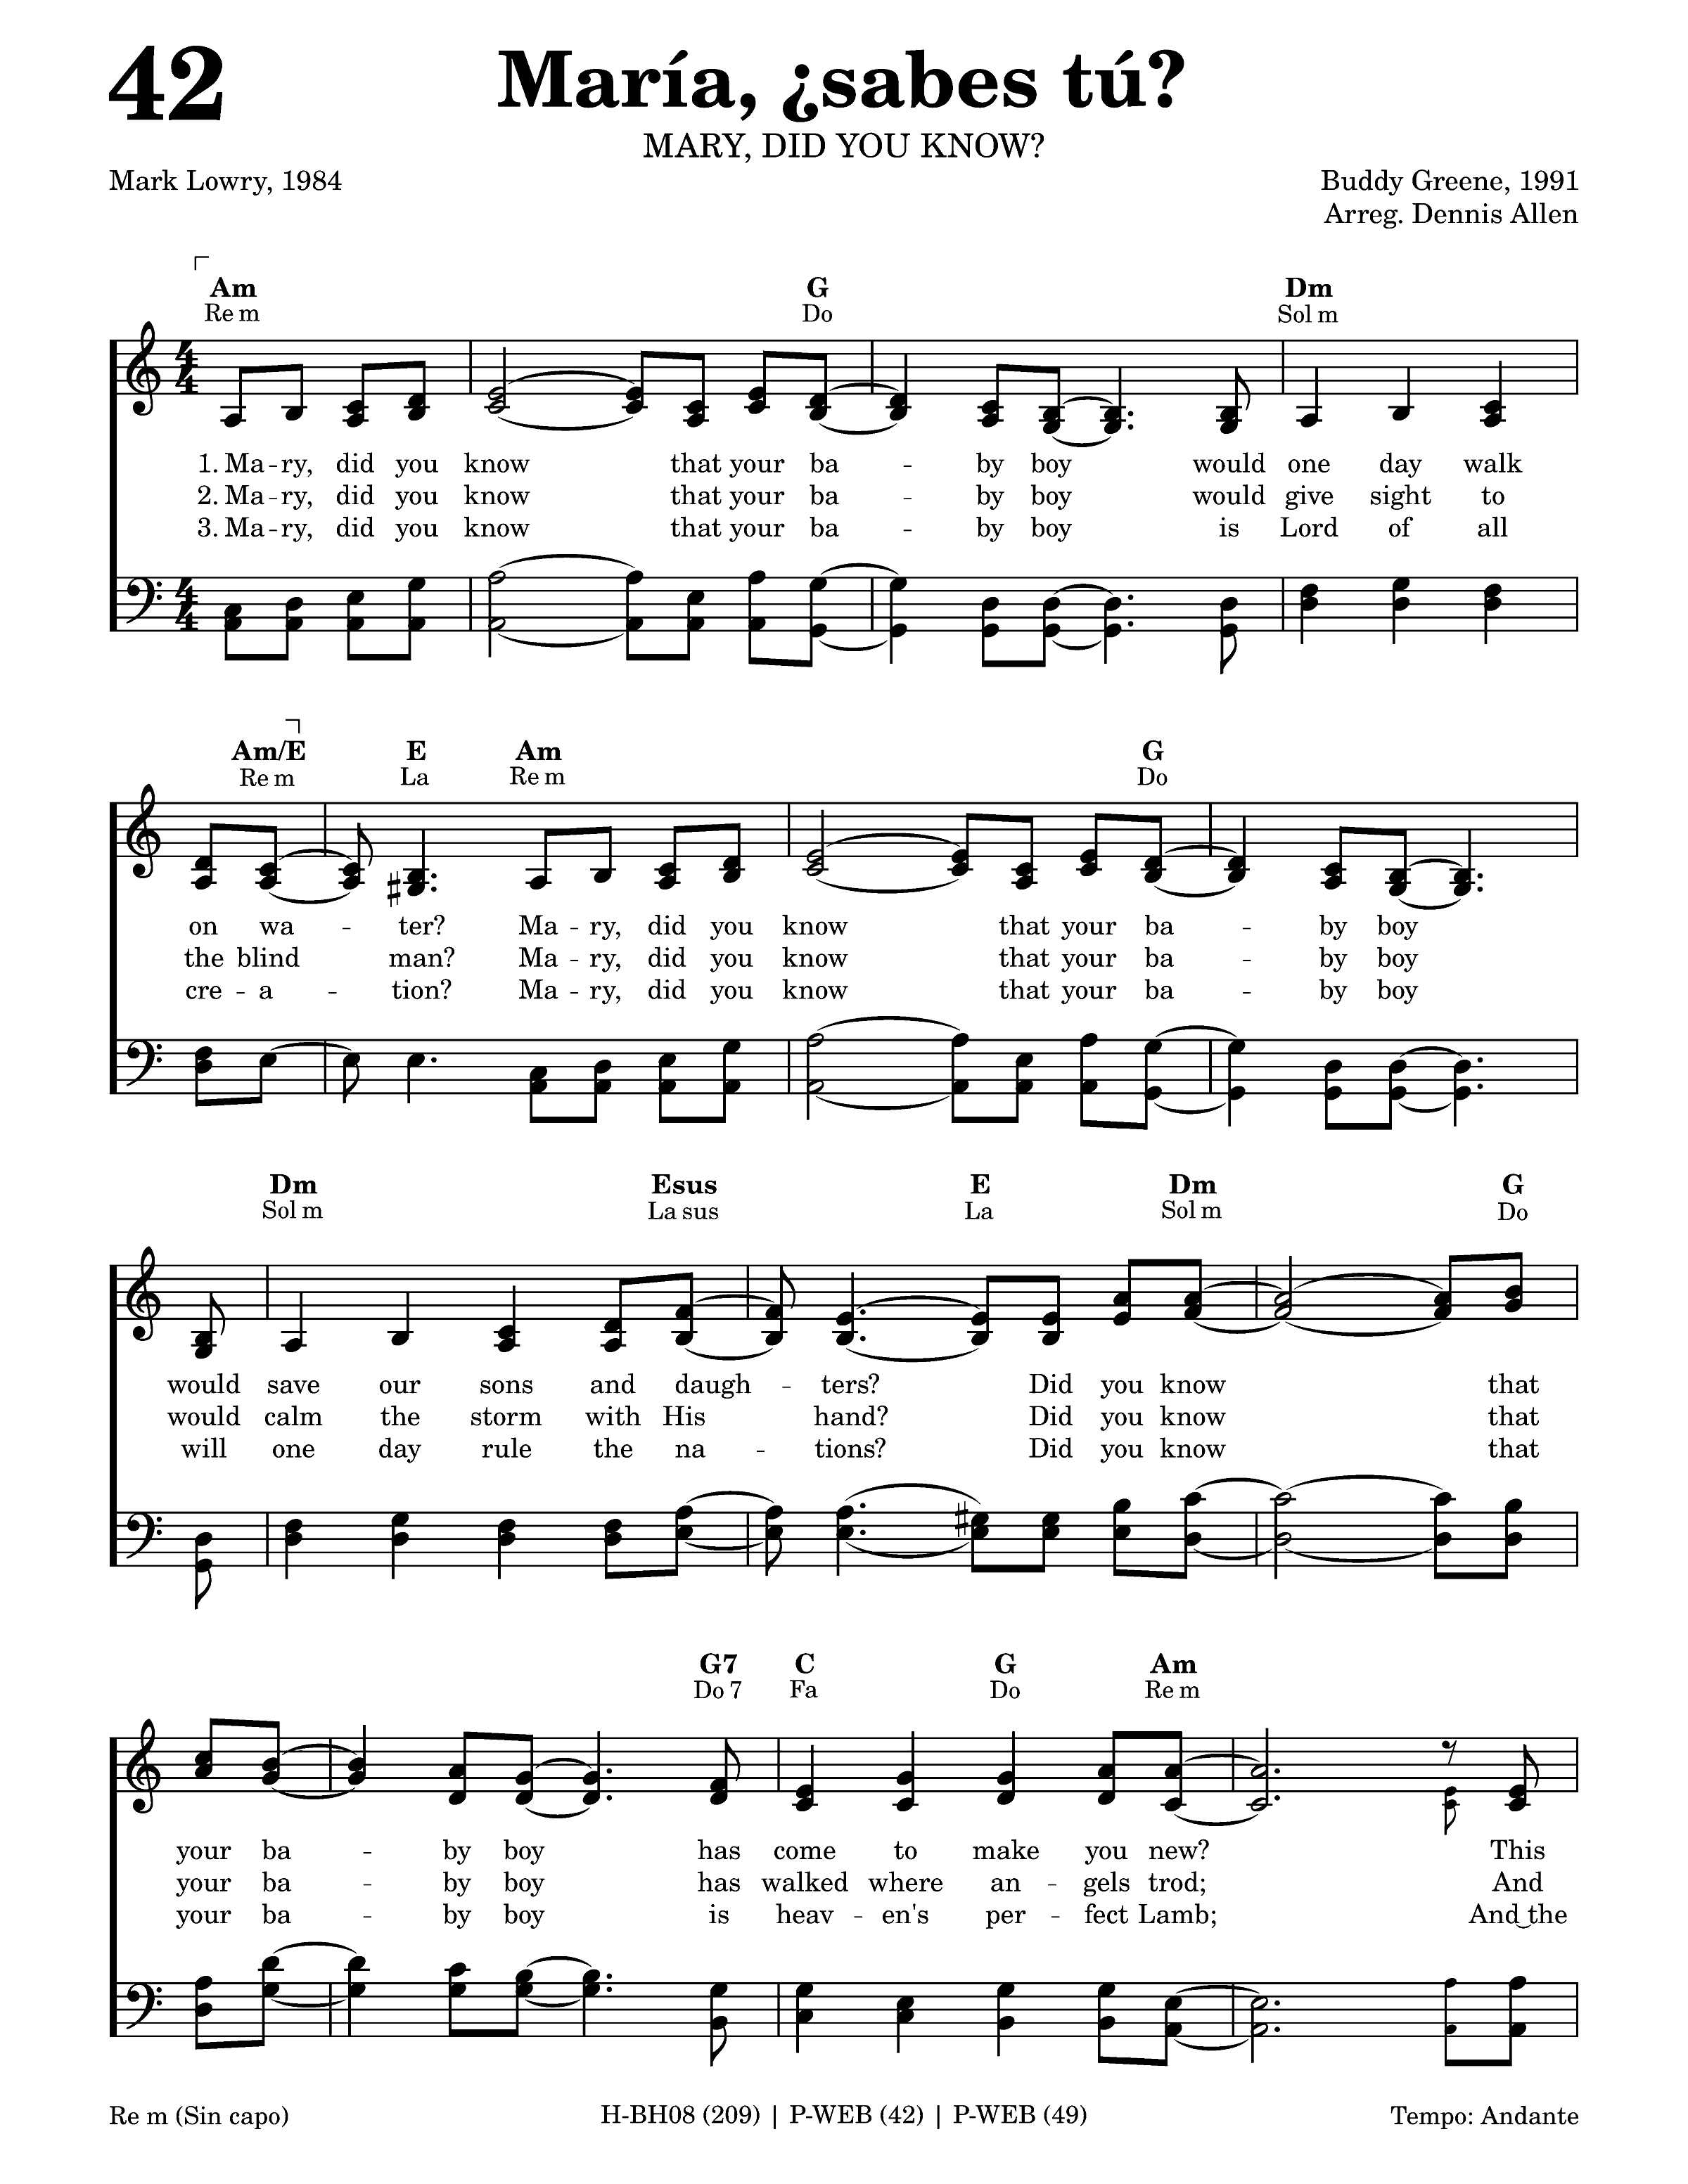 42
María, ¿sabes tú?
MARY, DID YOU KNOW?
Mark Lowry, 1984
Buddy Greene, 1991
Arreg. Dennis Allen
Am G Dm
Re m Do Sol m
1. Ma -- ry, did you know that your ba -- by boy would one day walk
2. Ma -- ry, did you know that your ba -- by boy would give sight to
3. Ma -- ry, did you know that your ba -- by boy is Lord of all
Am/E E Am G
Re m La Re m Do
on wa -- ter? Ma -- ry, did you know that your ba -- by boy
the blind man? Ma -- ry, did you know that your ba -- by boy
cre -- a -- tion? Ma -- ry, did you know that your ba -- by boy
Dm Esus E Dm G
Sol m La sus La Sol m Do
would save our sons and daugh -- ters? Did you know that
would calm the storm with His hand? Did you know that
will one day rule the na -- tions? Did you know that
G7 C G Am
Do 7 Fa Do Re m
your ba -- by boy has come to make you new? This
your ba -- by boy has walked where an -- gels trod; And
your ba -- by boy is heav -- en's per -- fect Lamb; And‿the
Re m (Sin capo)
H-BH08 (209) | P-WEB (42) | P-WEB (49)
Tempo: Andante